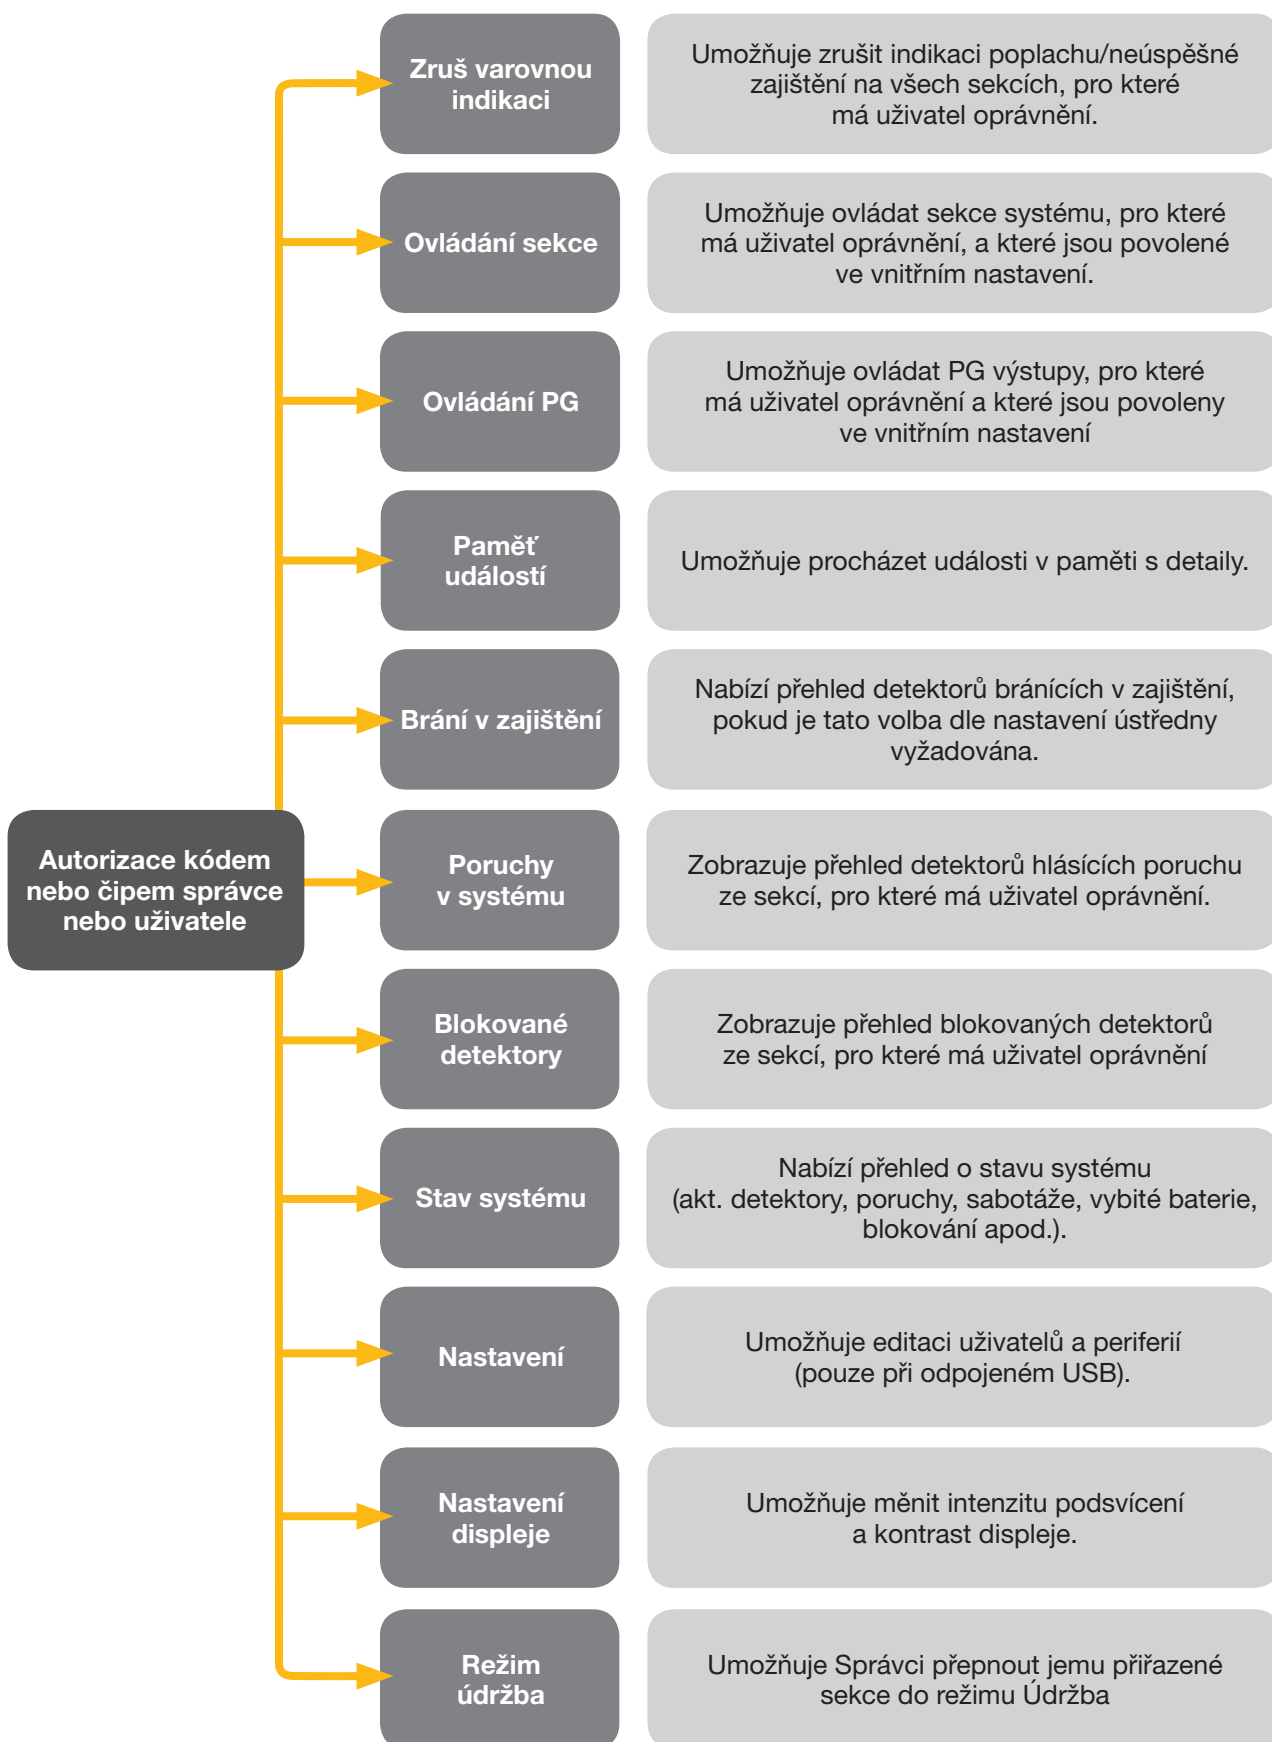 Zruš varovnou
indikaci
Umožňuje zrušit indikaci poplachu/neúspěšné
zajištění na všech sekcích, pro které
má uživatel oprávnění.
Ovládání sekce
Umožňuje ovládat sekce systému, pro které
má uživatel oprávnění, a které jsou povolené
ve vnitřním nastavení.
Ovládání PG
Umožňuje ovládat PG výstupy, pro které
má uživatel oprávnění a které jsou povoleny
ve vnitřním nastavení
Paměť
událostí
Umožňuje procházet události v paměti s detaily.
Brání v zajištění
Nabízí přehled detektorů bránících v zajištění,
pokud je tato volba dle nastavení ústředny
vyžadována.
Autorizace kódem
nebo čipem správce
nebo uživatele
Poruchy
v systému
Zobrazuje přehled detektorů hlásících poruchu
ze sekcí, pro které má uživatel oprávnění.
Blokované
detektory
Zobrazuje přehled blokovaných detektorů
ze sekcí, pro které má uživatel oprávnění
Stav systému
Nabízí přehled o stavu systému
(akt. detektory, poruchy, sabotáže, vybité baterie,
blokování apod.).
Nastavení
Umožňuje editaci uživatelů a periferií
(pouze při odpojeném USB).
Nastavení
displeje
Umožňuje měnit intenzitu podsvícení
a kontrast displeje.
Režim
údržba
Umožňuje Správci přepnout jemu přiřazené
sekce do režimu Údržba